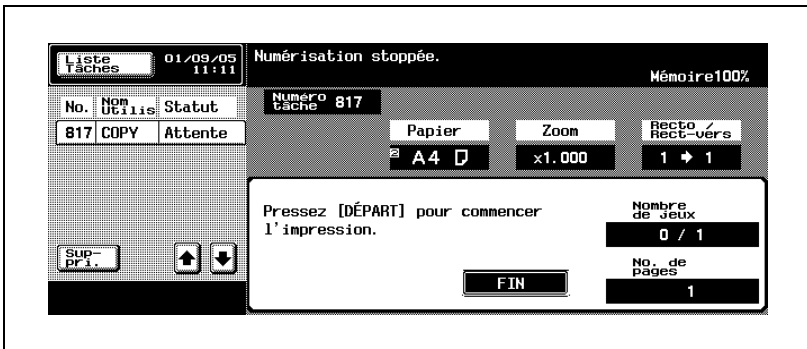 Liste
Tâches
01/09/05
11:11
Numérisation stoppée.
Mémoire100%
No. Nom Utilis Statut
817 COPY Attente
Numéro
tâche 817
Papier
Zoom
Recto /
Rect-vers
2 A4
x1.000
1 → 1
Pressez [DÉPART] pour commencer
l'impression.
Nombre
de jeux
0 / 1
No. de
pages
1
FIN
Sup-
pri.